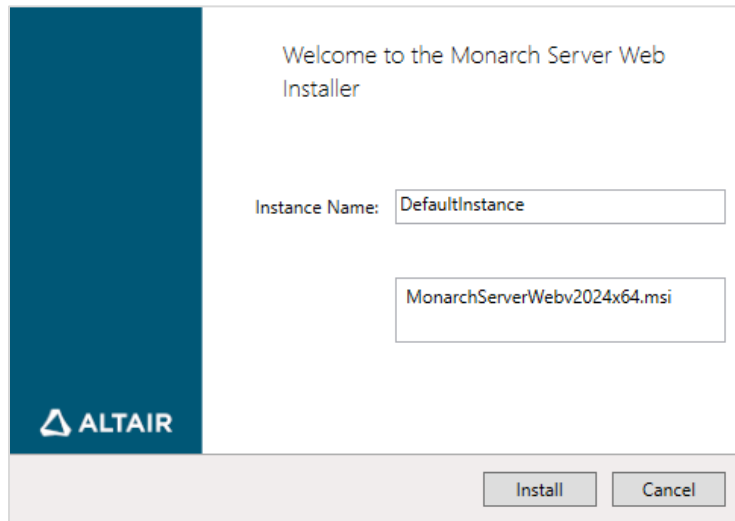 Welcome to the Monarch Server Web
Installer
Instance Name:
DefaultInstance
MonarchServerWebv2024x64.msi
ALTAIR
Install
Cancel